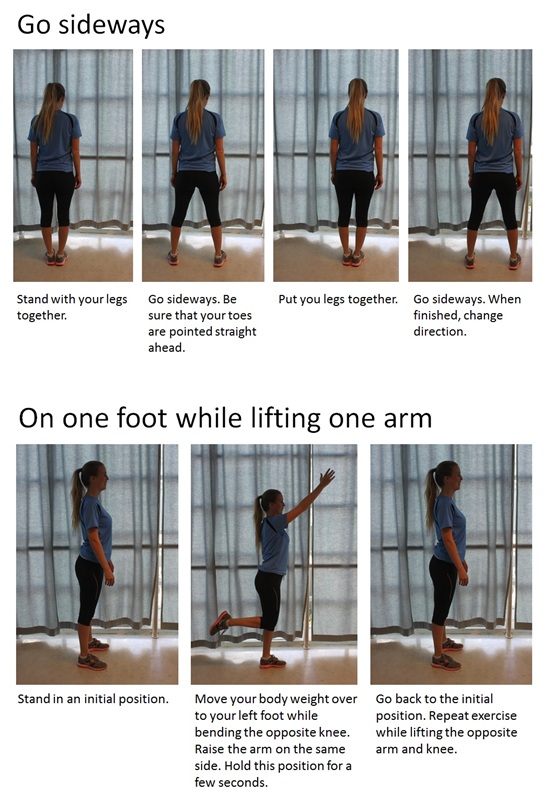 Go sideways
Stand with your legs
together.
Go sideways. Be
sure that your toes
are pointed straight
ahead.
Put you legs together.
Go sideways. When
finished, change
direction.
On one foot while lifting one arm
Stand in an initial position.
Move your body weight over
to your left foot while
bending the opposite knee.
Raise the arm on the same
side. Hold this position for a
few seconds.
Go back to the initial
position. Repeat exercise
while lifting the opposite
arm and knee.